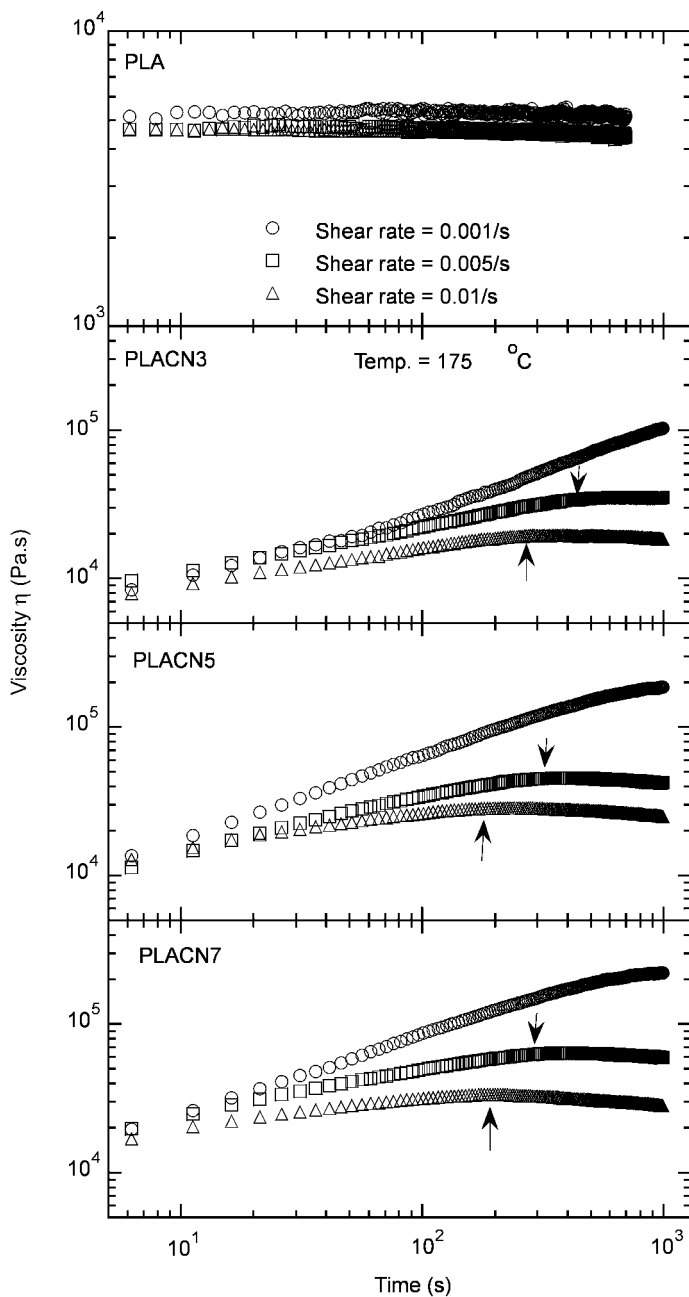 10^4
PLA
Shear rate = 0.001/s
Shear rate = 0.005/s
Shear rate = 0.01/s
10^3
PLACN3
Temp. = 175 °C
10^5
10^4
PLACN5
10^5
10^4
PLACN7
10^5
10^4
Viscosity η (Pa.s)
10^1 10^2 10^3
Time (s)